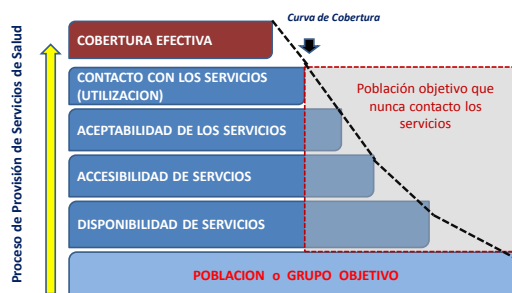 Proceso de Provisión de Servicios de Salud
Curva de Cobertura
COBERTURA EFECTIVA
CONTACTO CON LOS SERVICIOS
(UTILIZACION)
Población objetivo que
nunca contacto los
servicios
ACEPTABILIDAD DE LOS SERVICIOS
ACCESIBILIDAD DE SERVCIOS
DISPONIBILIDAD DE SERVICIOS
POBLACION o GRUPO OBJETIVO